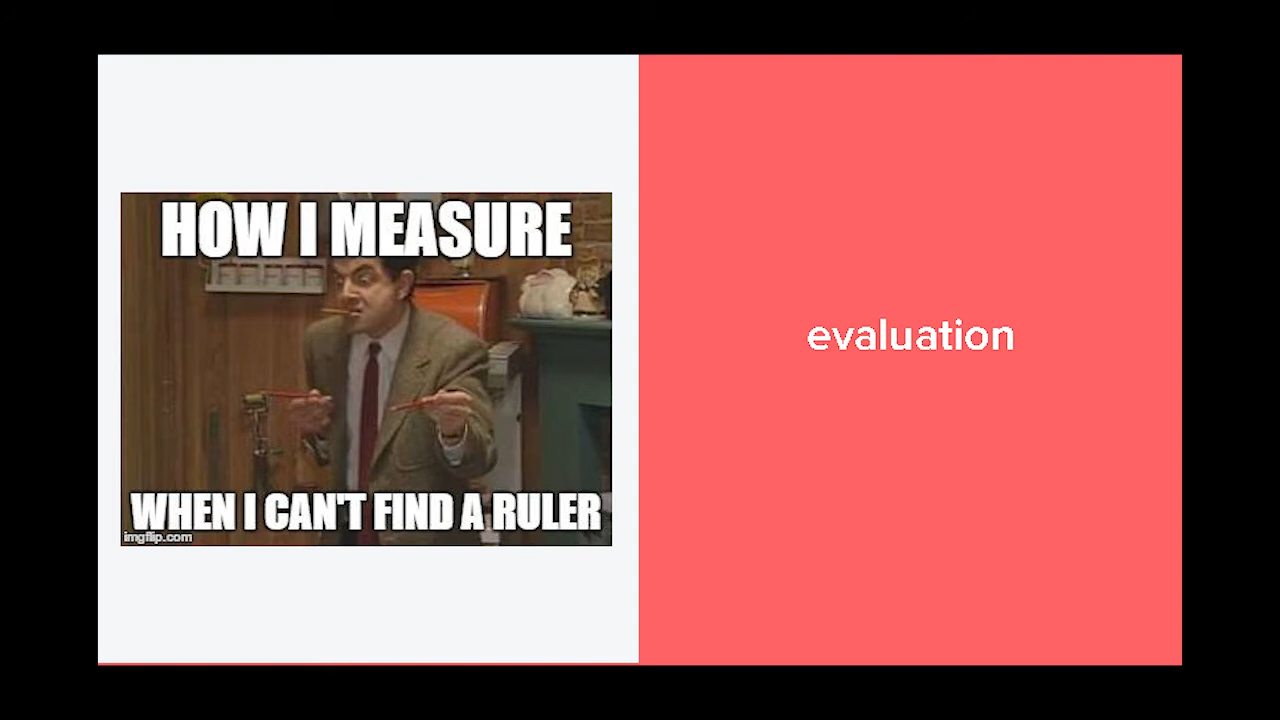 HOW I MEASURE
WHEN I CAN'T FIND A RULER
imgflip.com
evaluation